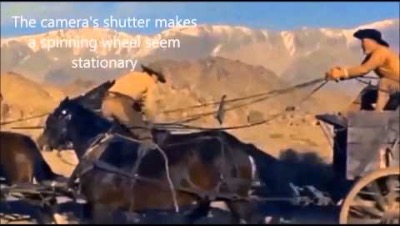 The camera's shutter makes
a spinning wheel seem
stationary